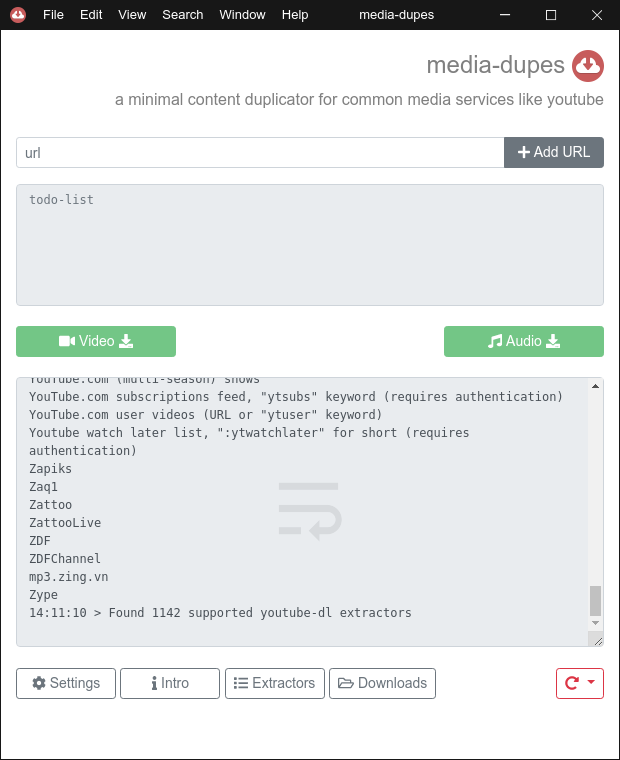 File Edit View Search Window Help media-dupes
media-dupes
a minimal content duplicator for common media services like youtube
url
Add URL
todo-list
Video
Audio
YouTube.com (multi-season) shows
YouTube.com subscriptions feed, "ytsubs" keyword (requires authentication)
YouTube.com user videos (URL or "ytuser" keyword)
Youtube watch later list, ":ytwatchlater" for short (requires
authentication)
Zapiks
Zaq1
Zattoo
ZattooLive
ZDF
ZDFChannel
mp3.zing.vn
Zype
14:11:10 > Found 1142 supported youtube-dl extractors
Settings
Intro
Extractors
Downloads